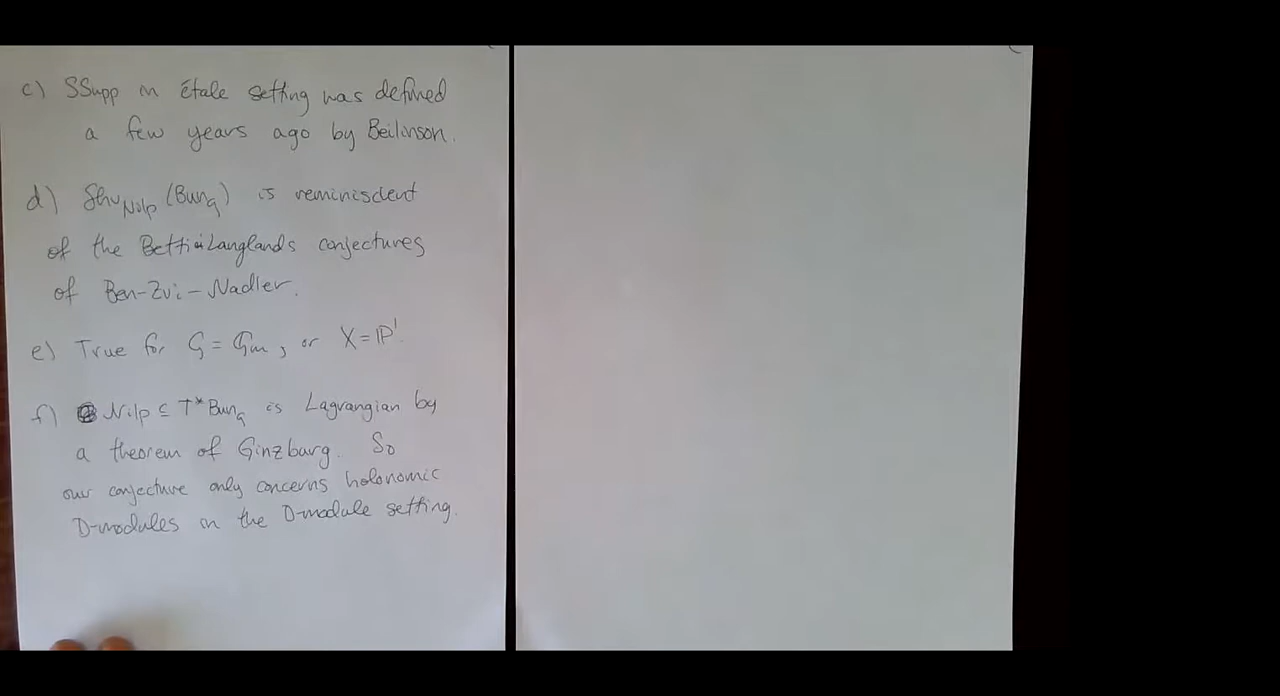 c) SSupp in étale setting was defined
a few years ago by Beilinson.
d) Shv_Nilp (Bun_G) is reminiscent
of the Betti Langlands conjectures
of Ben-Zvi - Nadler.
e) True for G = 𝔾m, or X = ℙ¹.
f) Nilp ⊆ T*Bun_G is Lagrangian by
a theorem of Ginzburg. So
our conjecture only concerns holonomic
D-modules in the D-module setting.